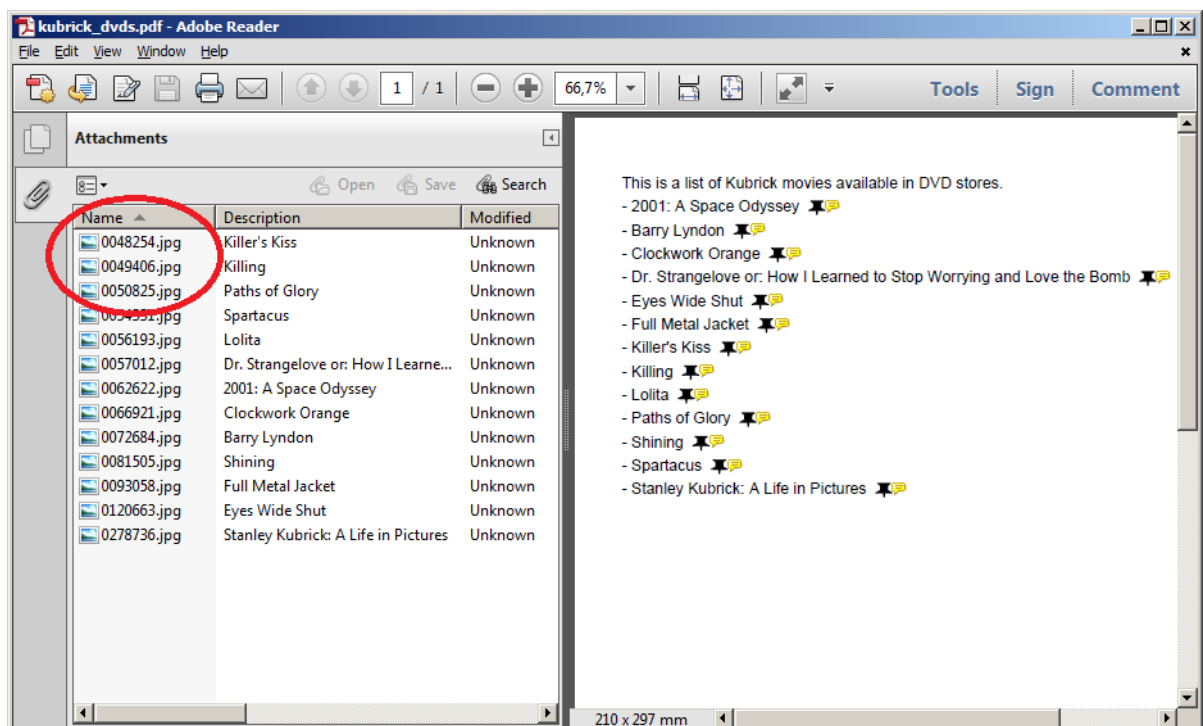 kubrick_dvds.pdf - Adobe Reader
File Edit View Window Help
1 / 1 66,7% Tools Sign Comment
Attachments
Open Save Search
Name Description Modified
0048254.jpg Killer's Kiss Unknown
0049406.jpg Killing Unknown
0050825.jpg Paths of Glory Unknown
0054331.jpg Spartacus Unknown
0056193.jpg Lolita Unknown
0057012.jpg Dr. Strangelove or: How I Learne... Unknown
0062622.jpg 2001: A Space Odyssey Unknown
0066921.jpg Clockwork Orange Unknown
0072684.jpg Barry Lyndon Unknown
0081505.jpg Shining Unknown
0093058.jpg Full Metal Jacket Unknown
0120663.jpg Eyes Wide Shut Unknown
0278736.jpg Stanley Kubrick: A Life in Pictures Unknown
This is a list of Kubrick movies available in DVD stores.
- 2001: A Space Odyssey
- Barry Lyndon
- Clockwork Orange
- Dr. Strangelove or: How I Learned to Stop Worrying and Love the Bomb
- Eyes Wide Shut
- Full Metal Jacket
- Killer's Kiss
- Killing
- Lolita
- Paths of Glory
- Shining
- Spartacus
- Stanley Kubrick: A Life in Pictures
210 x 297 mm